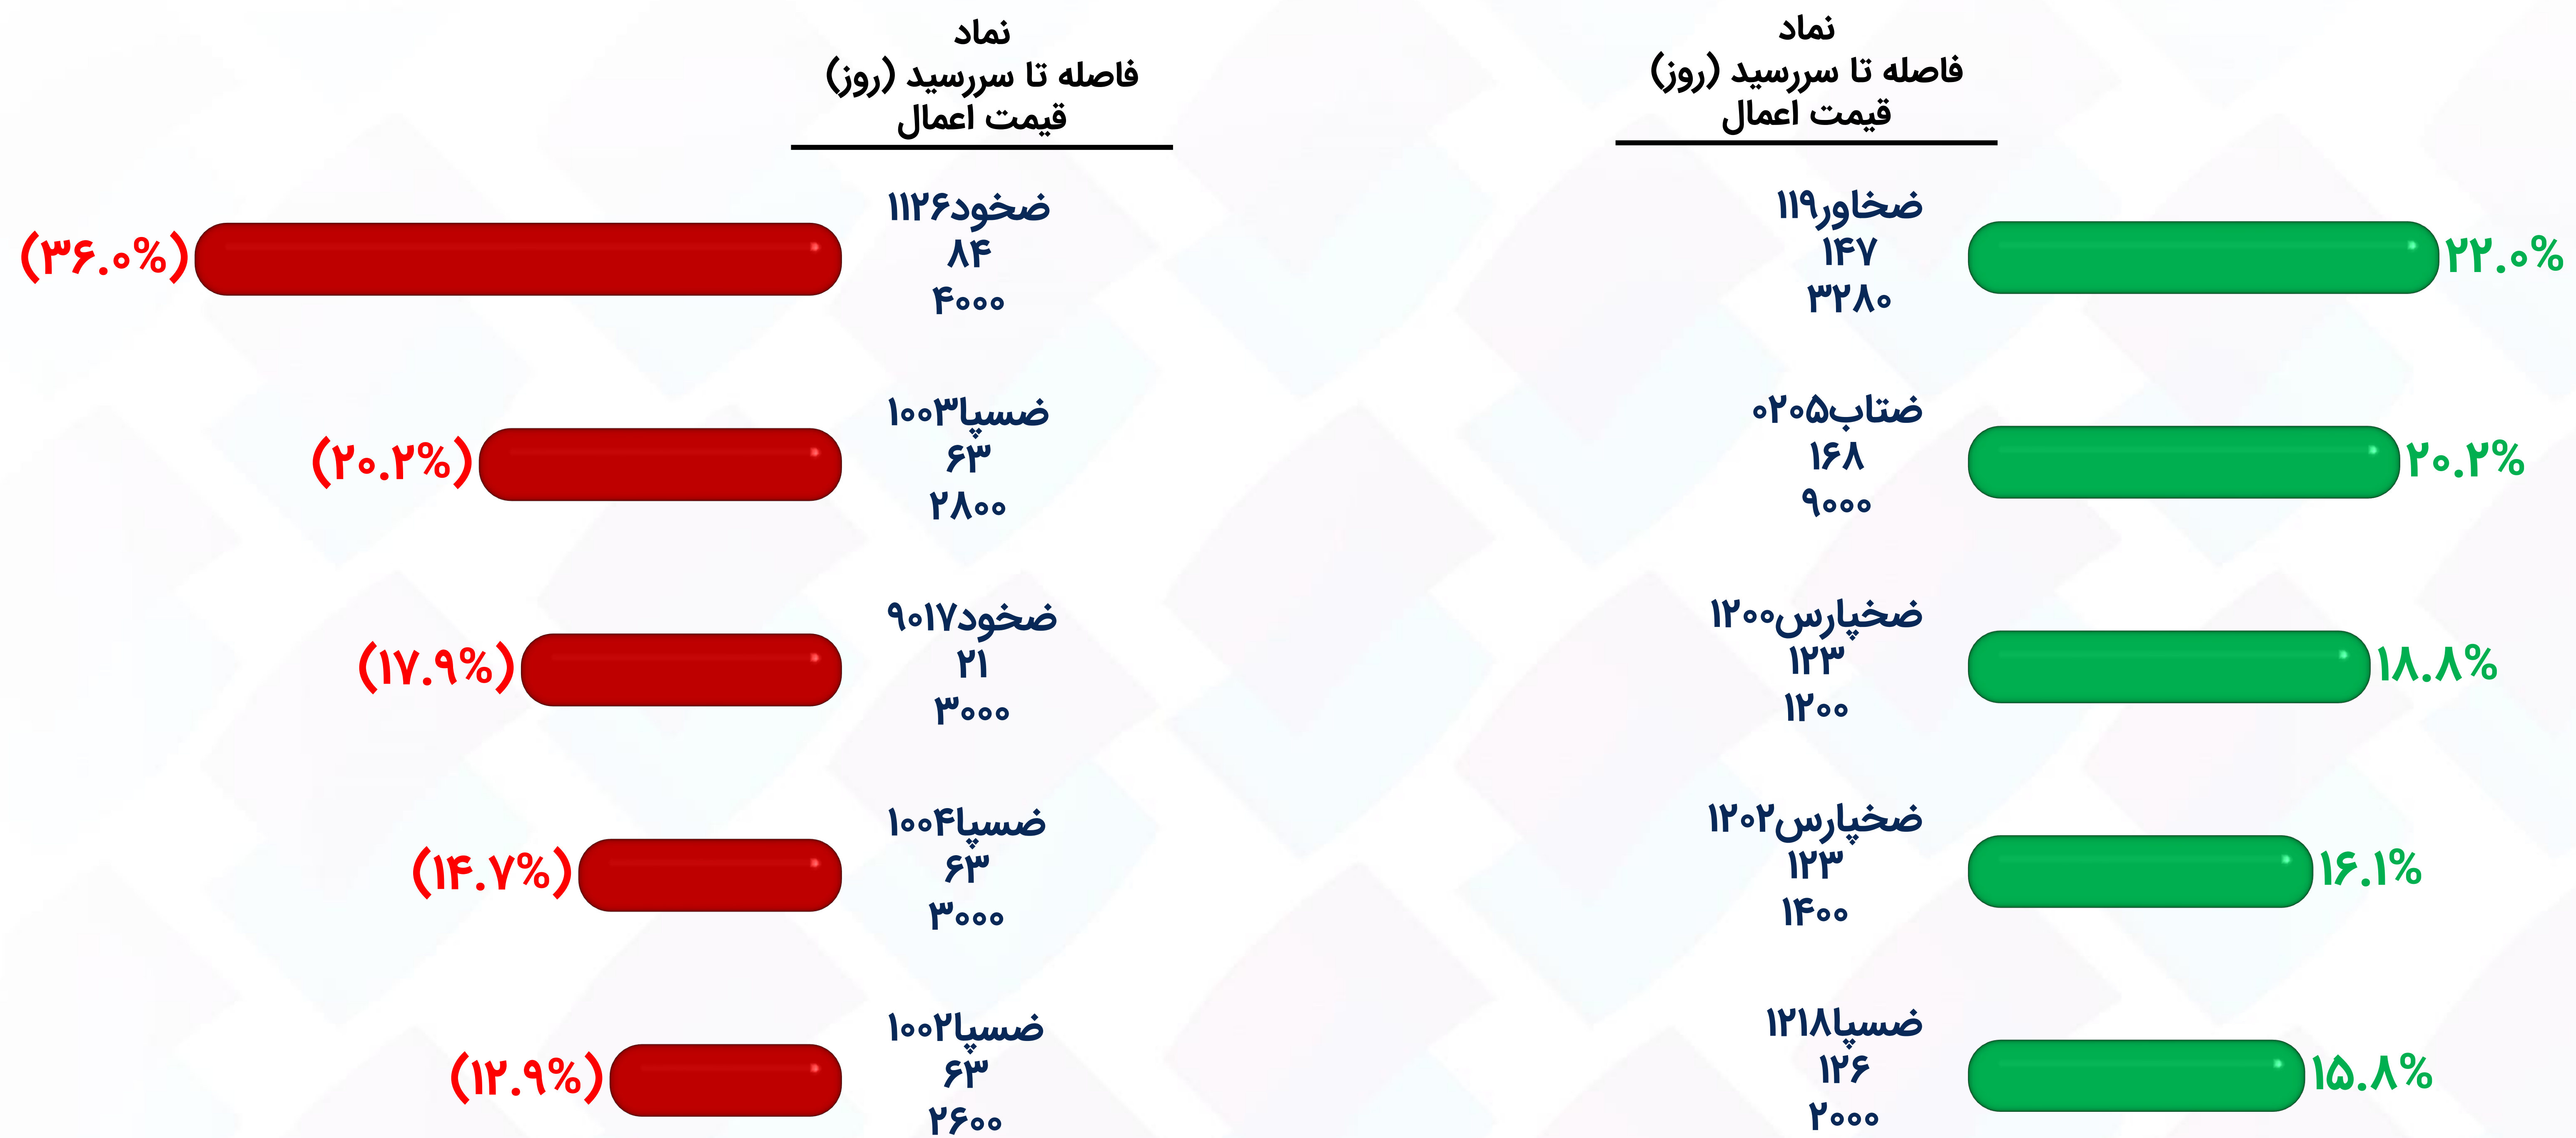 نماد
فاصله تا سررسید (روز)
قیمت اعمال
ضخاور۱۱۹
۱۴۷
۳۲۸۰
۲۲.۰%
ضتاب۰۲۰۵
۱۶۸
۹۰۰۰
۲۰.۲%
ضخپارس۱۲۰۰
۱۲۳
۱۲۰۰
۱۸.۸%
ضخپارس۱۲۰۲
۱۲۳
۱۴۰۰
۱۶.۱%
ضسپا۱۲۱۸
۱۲۶
۲۰۰۰
۱۵.۸%
نماد
فاصله تا سررسید (روز)
قیمت اعمال
ضخود۱۱۲۶
۸۴
۴۰۰۰
(۳۶.۰%)
ضسپا۱۰۰۳
۶۳
۲۸۰۰
(۲۰.۲%)
ضخود۹۰۱۷
۲۱
۳۰۰۰
(۱۷.۹%)
ضسپا۱۰۰۴
۶۳
۳۰۰۰
(۱۴.۷%)
ضسپا۱۰۰۲
۶۳
۲۶۰۰
(۱۲.۹%)